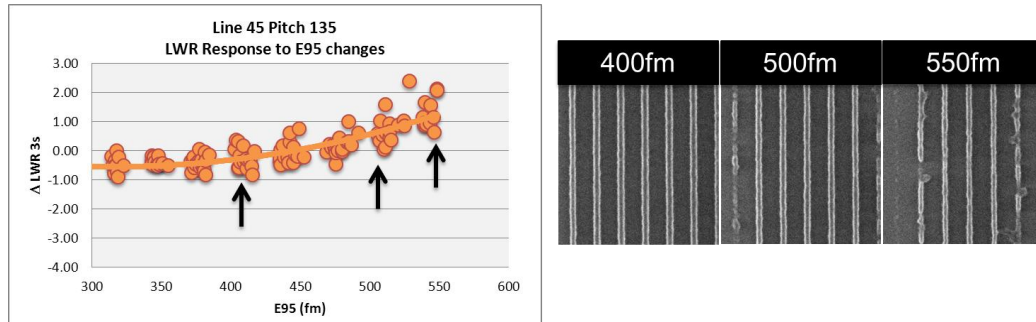 Line 45 Pitch 135
LWR Response to E95 changes
3.00
2.00
1.00
0.00
-1.00
-2.00
-3.00
-4.00
Δ LWR 3s
300
350
400
450
500
550
600
E95 (fm)
400fm
500fm
550fm